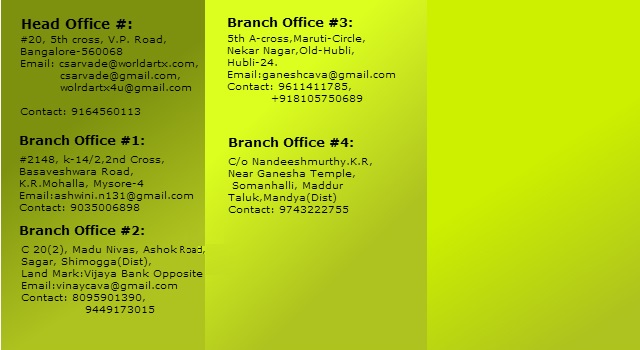 Head Office #:
#20, 5th cross, V.P. Road,
Bangalore-560068
Email: csarvade@worldartx.com,
csarvade@gmail.com,
wolrdartx4u@gmail.com
Contact: 9164560113
Branch Office #1:
#2148, k-14/2,2nd Cross,
Basaveshwara Road,
K.R.Mohalla, Mysore-4
Email:ashwini.n131@gmail.com
Contact: 9035006898
Branch Office #2:
C 20(2), Madu Nivas, Ashok Road,
Sagar, Shimogga(Dist),
Land Mark:Vijaya Bank Opposite
Email:vinaycava@gmail.com
Contact: 8095901390,
9449173015
Branch Office #3:
5th A-cross,Maruti-Circle,
Nekar Nagar,Old-Hubli,
Hubli-24.
Email:ganeshcava@gmail.com
Contact: 9611411785,
+918105750689
Branch Office #4:
C/o Nandeeshmurthy.K.R,
Near Ganesha Temple,
Somanhalli, Maddur
Taluk,Mandya(Dist)
Contact: 9743222755